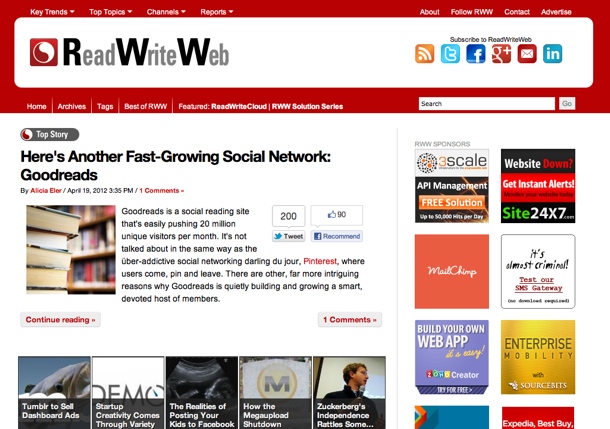 Key Trends Top Topics Channels Reports About Follow RWW Contact Advertise
ReadWriteWeb
Subscribe to ReadWriteWeb
Home Archives Tags Best of RWW Featured: ReadWriteCloud | RWW Solution Series
Search Go
Top Story
Here's Another Fast-Growing Social Network:
Goodreads
By Alicia Eler / April 19, 2012 3:35 PM / 1 Comments »
Goodreads is a social reading site
that's easily pushing 20 million
unique visitors per month. It's not
talked about in the same way as the
über-addictive social networking darling du jour, Pinterest, where
users come, pin and leave. There are other, far more intriguing
reasons why Goodreads is quietly building and growing a smart,
devoted host of members.
200
Tweet
90
Recommend
Continue reading »
1 Comments »
Tumblr to Sell
Dashboard Ads
DEMO
Startup
Creativity Comes
Through Variety
The Realities of
Posting Your
Kids to Facebook
M
How the
Megaupload
Shutdown
Zuckerberg's
Independence
Rattles Some...
RWW SPONSORS
3scale
API Management
FREE Solution
Up to 50,000 Hits per Day
Website Down?
Get Instant Alerts!
Site24X7.com
MailChimp
it's
almost criminal!
Test our
SMS Gateway
(no download required)
BUILD YOUR OWN
WEB APP
it's easy!
ZOHO Creator
TRY FOR FREE
ENTERPRISE
MOBILITY
with
SOURCEBITS
Expedia, Best Buy,